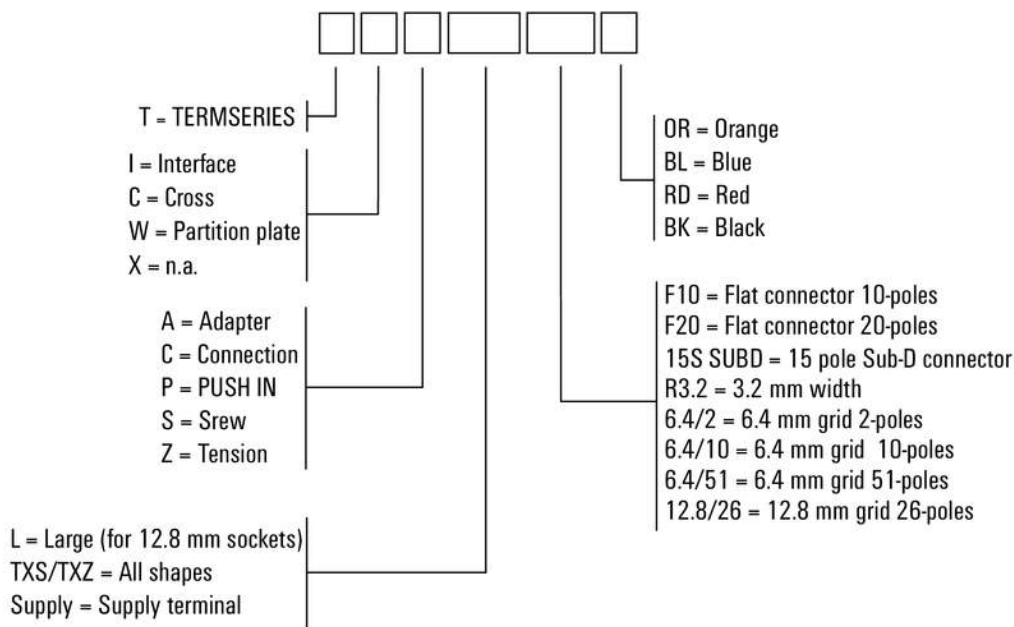 T = TERMSERIES
I = Interface
C = Cross
W = Partition plate
X = n.a.
A = Adapter
C = Connection
P = PUSH IN
S = Srew
Z = Tension
L = Large (for 12.8 mm sockets)
TXS/TXZ = All shapes
Supply = Supply terminal
OR = Orange
BL = Blue
RD = Red
BK = Black
F10 = Flat connector 10-poles
F20 = Flat connector 20-poles
15S SUBD = 15 pole Sub-D connector
R3.2 = 3.2 mm width
6.4/2 = 6.4 mm grid 2-poles
6.4/10 = 6.4 mm grid 10-poles
6.4/51 = 6.4 mm grid 51-poles
12.8/26 = 12.8 mm grid 26-poles